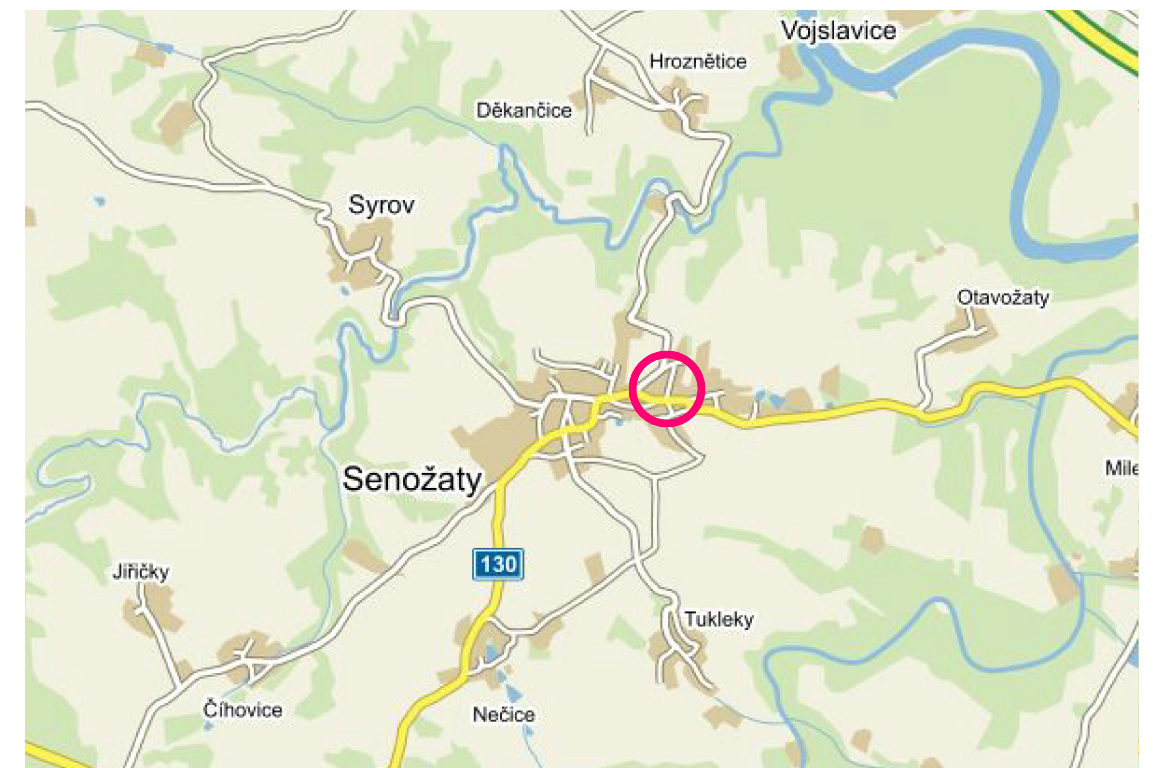 Vojslavice
Hroznětice
Děkančice
Syrov
Otavožaty
Mile
Senožaty
130
Jiřičky
Tukleky
Číhovice
Nečice